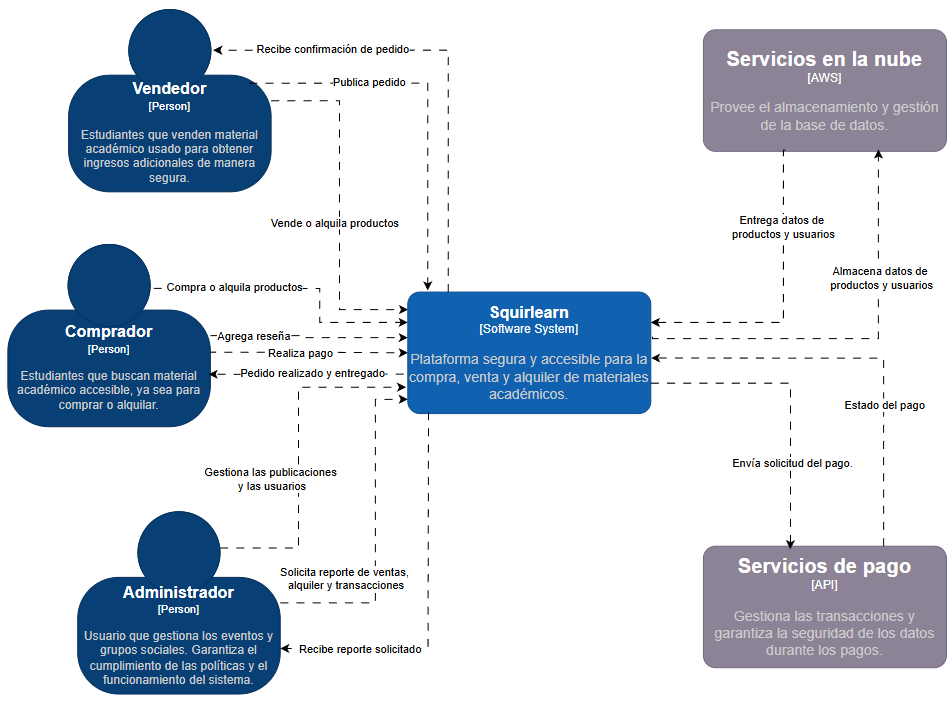 Recibe confirmación de pedido
Publica pedido
Vendedor
[Person]
Estudiantes que venden material
académico usado para obtener
ingresos adicionales de manera
segura.
Vende o alquila productos
Servicios en la nube
[AWS]
Provee el almacenamiento y gestión
de la base de datos.
Entrega datos de
productos y usuarios
Almacena datos de
productos y usuarios
Compra o alquila productos
Agrega reseña
Realiza pago
Pedido realizado y entregado
Comprador
[Person]
Estudiantes que buscan material
académico accesible, ya sea para
comprar o alquilar.
Squirlearn
[Software System]
Plataforma segura y accesible para la
compra, venta y alquiler de materiales
académicos.
Estado del pago
Envía solicitud del pago.
Gestiona las publicaciones
y las usuarios
Solicita reporte de ventas,
alquiler y transacciones
Recibe reporte solicitado
Administrador
[Person]
Usuario que gestiona los eventos y
grupos sociales. Garantiza el
cumplimiento de las políticas y el
funcionamiento del sistema.
Servicios de pago
[API]
Gestiona las transacciones y
garantiza la seguridad de los datos
durante los pagos.